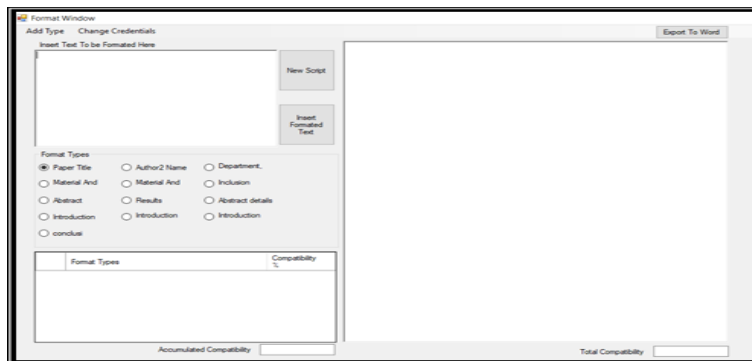 Format Window
Add Type Change Credentials Export To Word
Insert Text To be Formated Here
New Script
Insert
Formated
Text
Format Types
Paper Title Author2 Name Department,
Material And Material And Inclusion
Abstract Results Abstract details
Introduction Introduction Introduction
conclusi
Format Types Compatibility
%
Accumulated Compatibility
Total Compatibility